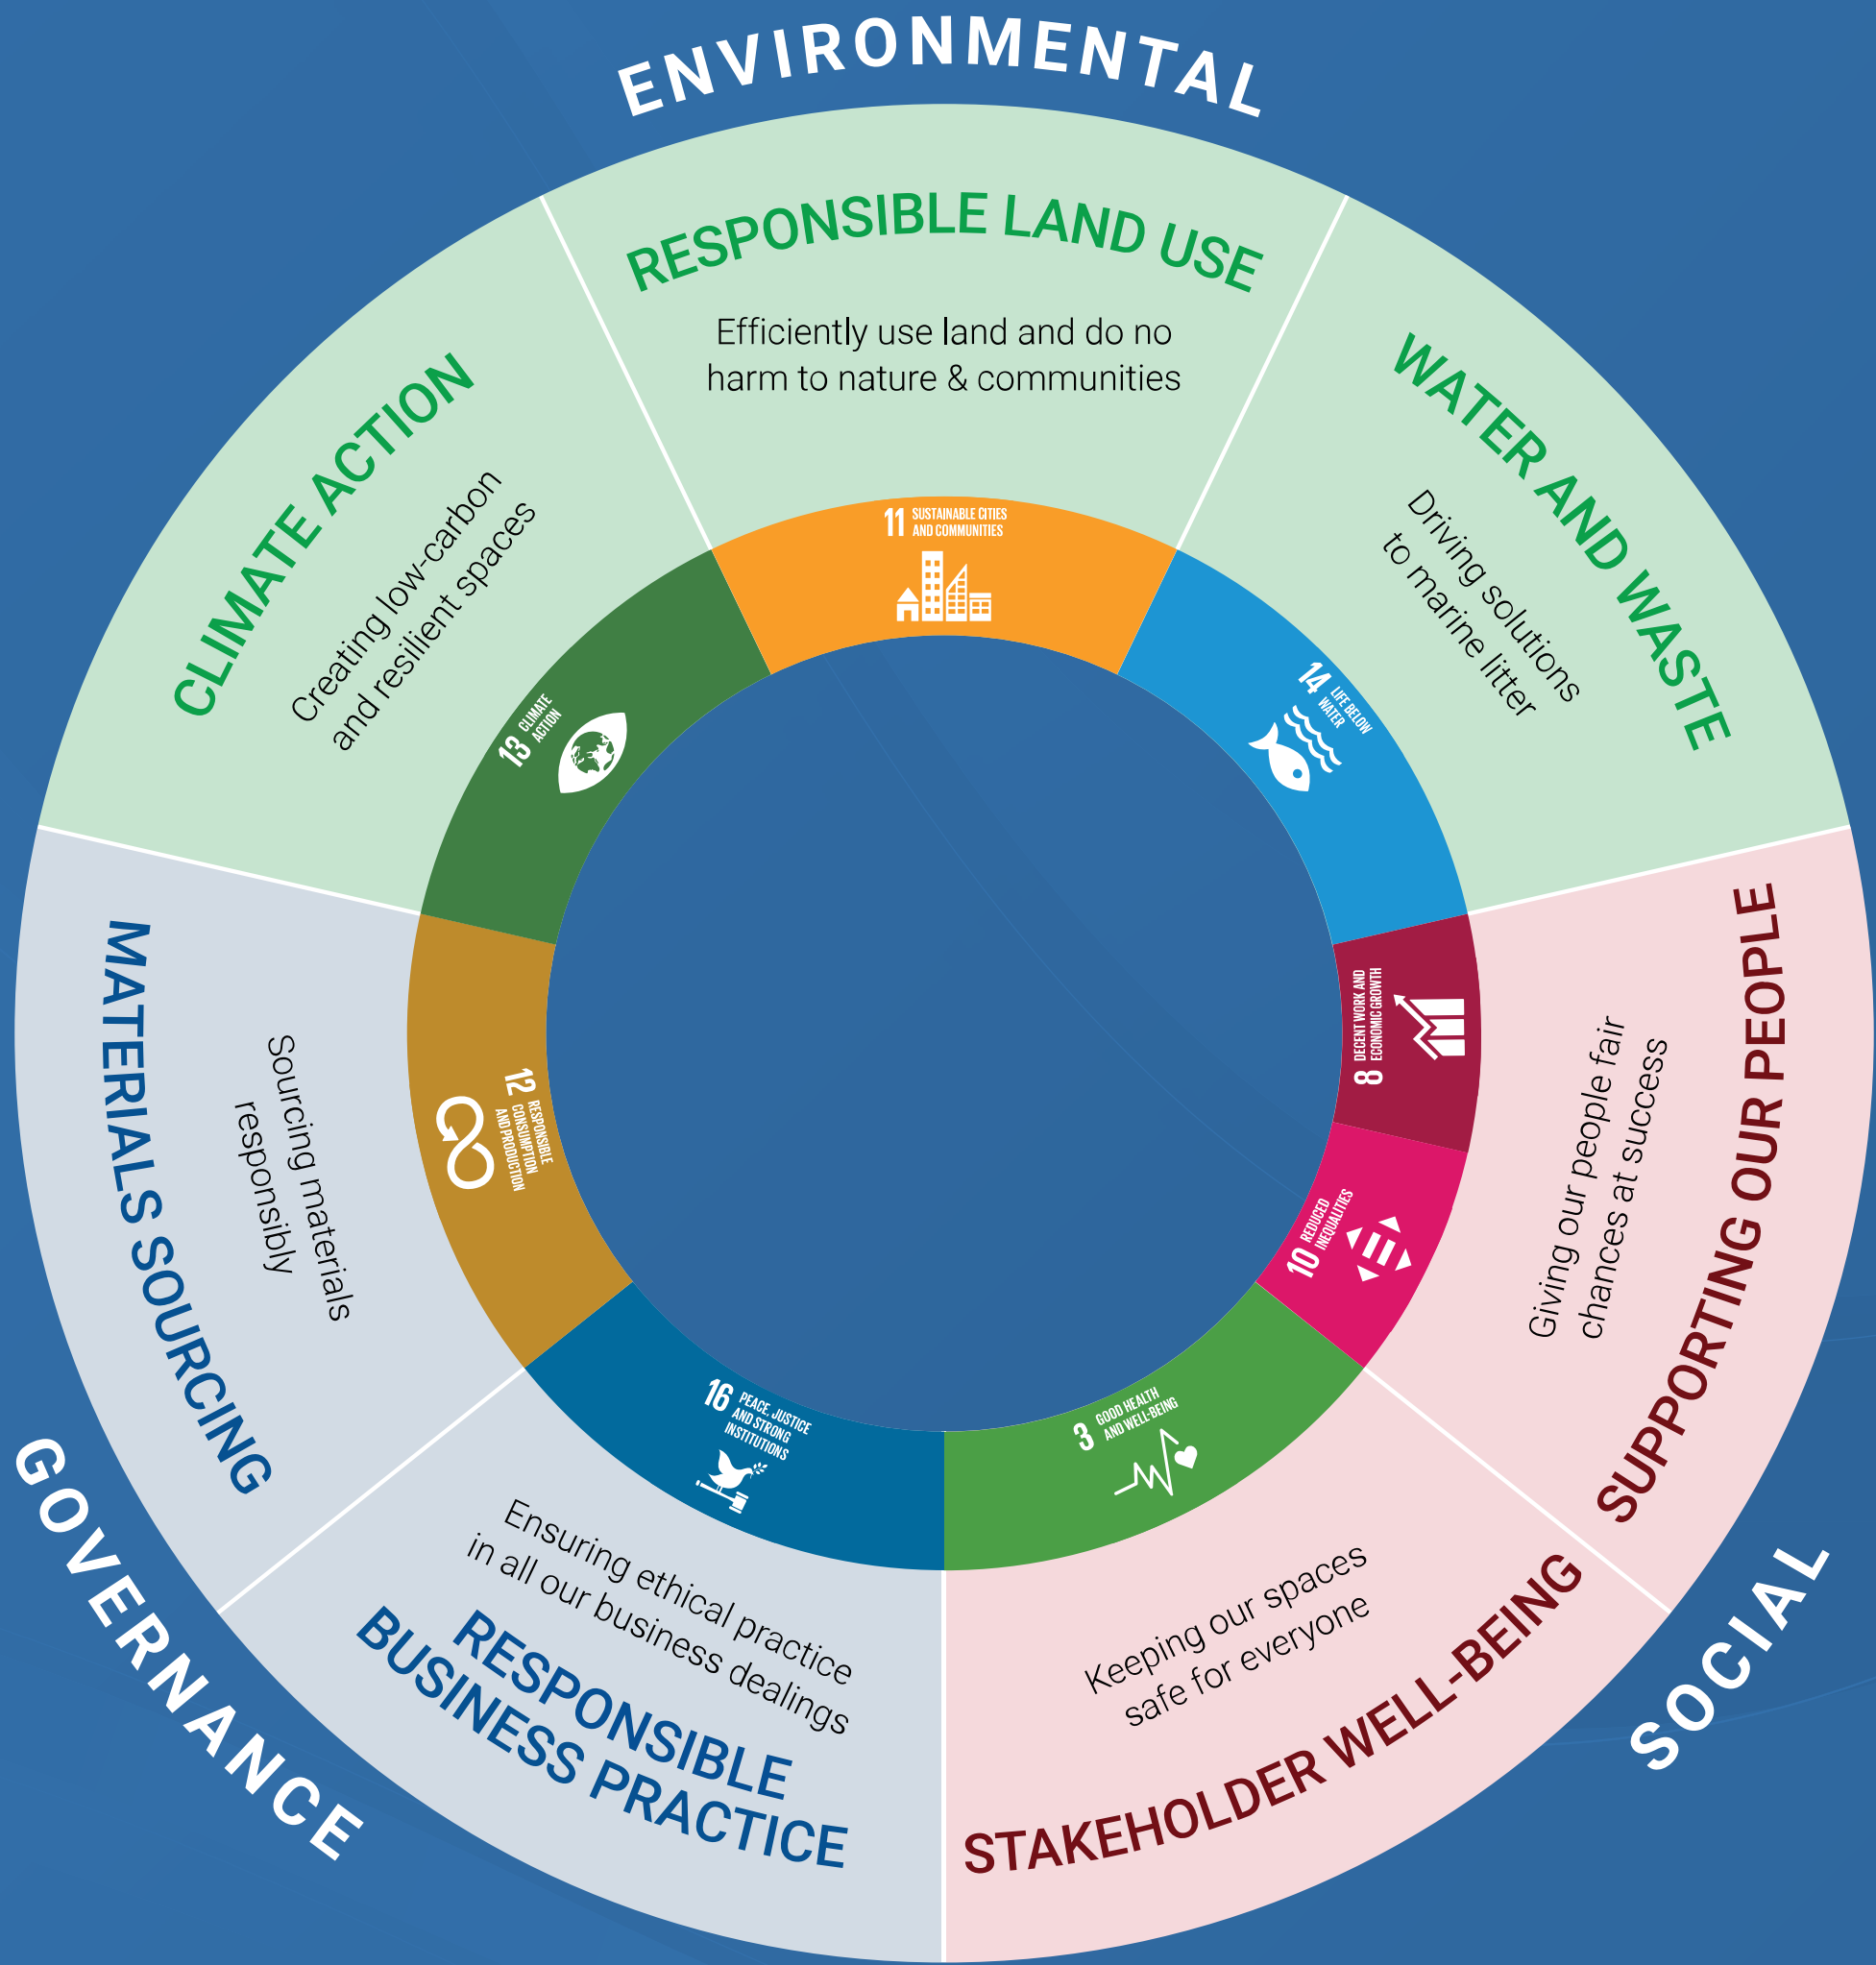 ENVIRONMENTAL
RESPONSIBLE LAND USE
Efficiently use land and do no
harm to nature & communities
11 SUSTAINABLE CITIES
AND COMMUNITIES
WATER AND WASTE
Driving solutions
to marine litter
14 LIFE BELOW
WATER
SUPPORTING OUR PEOPLE
Giving our people fair
chances at success
8 DECENT WORK AND
ECONOMIC GROWTH
10 REDUCED
INEQUALITIES
SOCIAL
STAKEHOLDER WELL-BEING
Keeping our spaces
safe for everyone
3 GOOD HEALTH
AND WELL-BEING
RESPONSIBLE
BUSINESS PRACTICE
Ensuring ethical practice
in all our business dealings
16 PEACE, JUSTICE
AND STRONG
INSTITUTIONS
GOVERNANCE
MATERIALS SOURCING
Sourcing materials
responsibly
12 RESPONSIBLE
CONSUMPTION
AND PRODUCTION
CLIMATE ACTION
Creating low-carbon
and resilient spaces
13 CLIMATE
ACTION